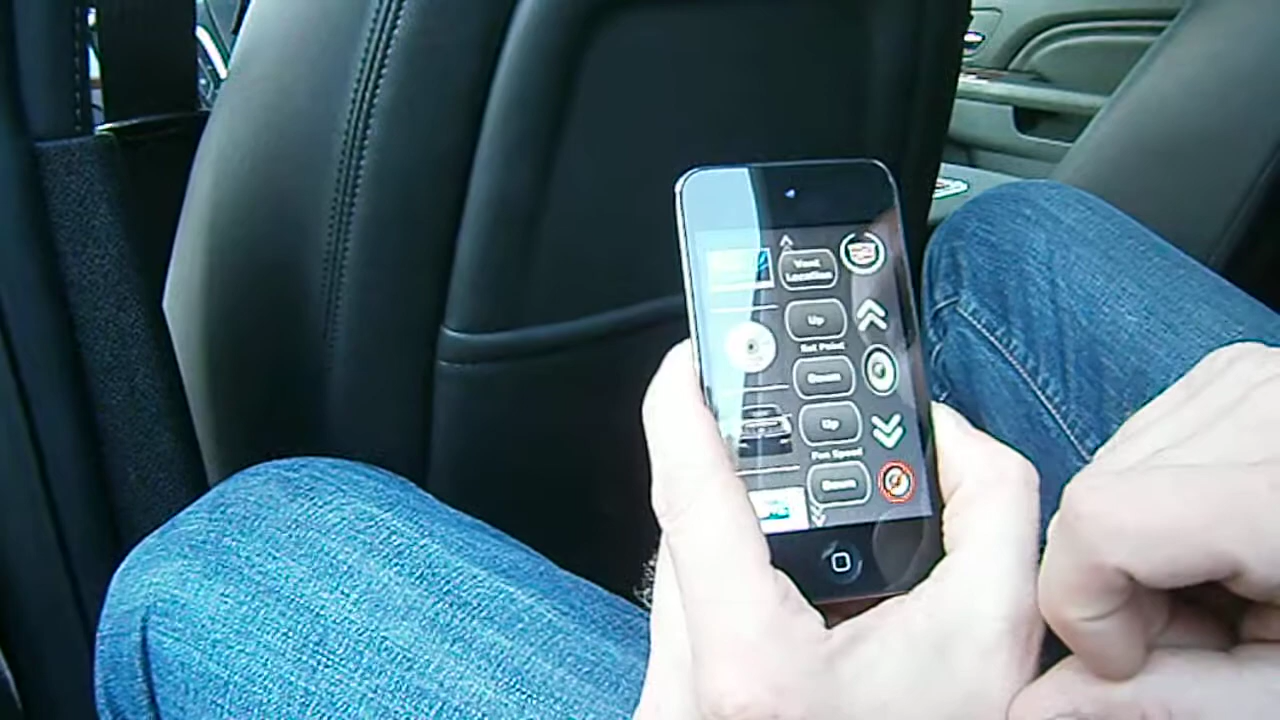 Vent
Location
Up
Set Point
Down
Up
Fan Speed
Down